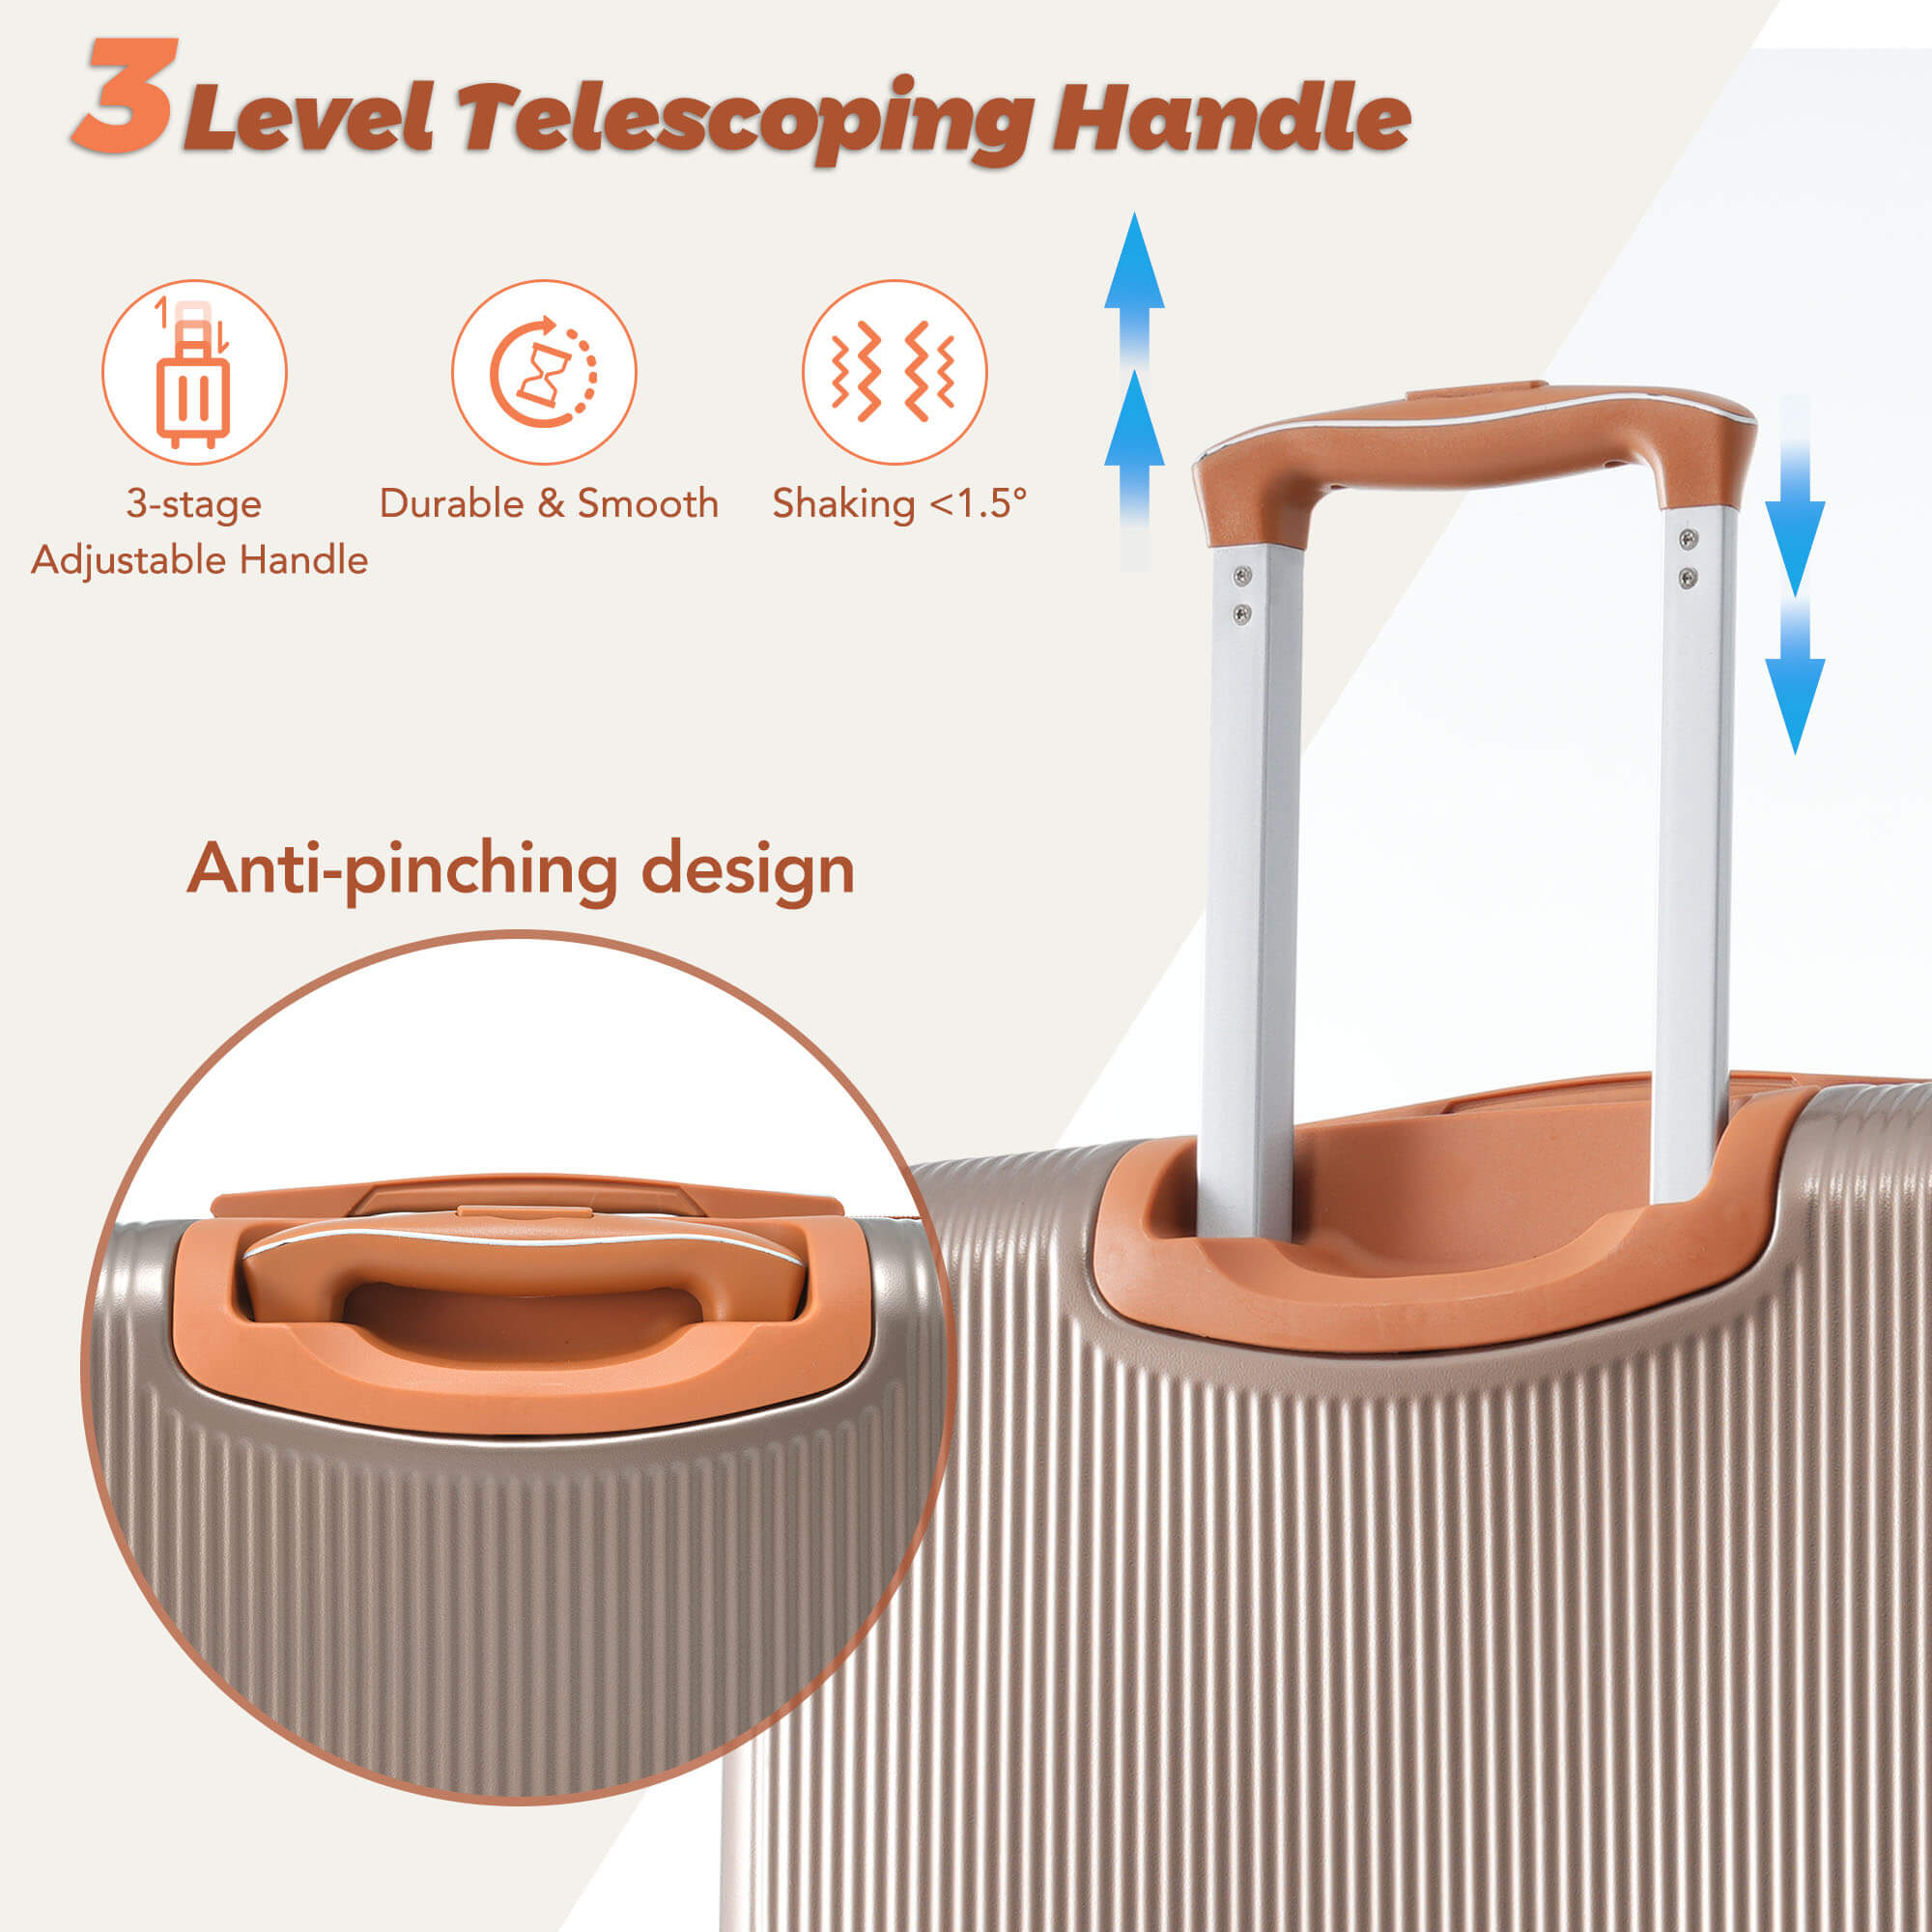 3 Level Telescoping Handle
3-stage
Adjustable Handle
Durable & Smooth
Shaking <1.5°
Anti-pinching design